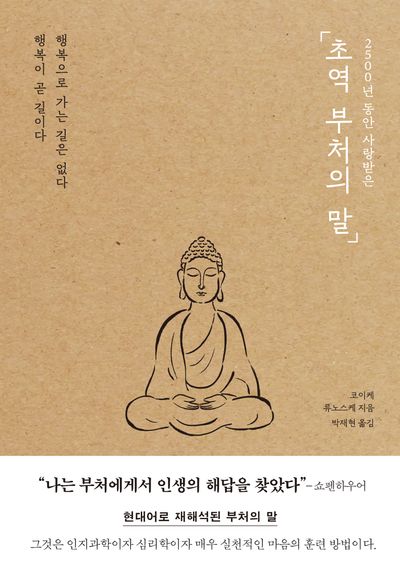 2500년 동안 사랑받은
「초역 부처의 말」
행복으로 가는 길은 없다
행복이 곧 길이다
코이케
류노스케 지음
박재현 옮김
“나는 부처에게서 인생의 해답을 찾았다” – 쇼펜하우어
현대어로 재해석된 부처의 말
그것은 인지과학이자 심리학이자 매우 실천적인 마음의 훈련 방법이다.